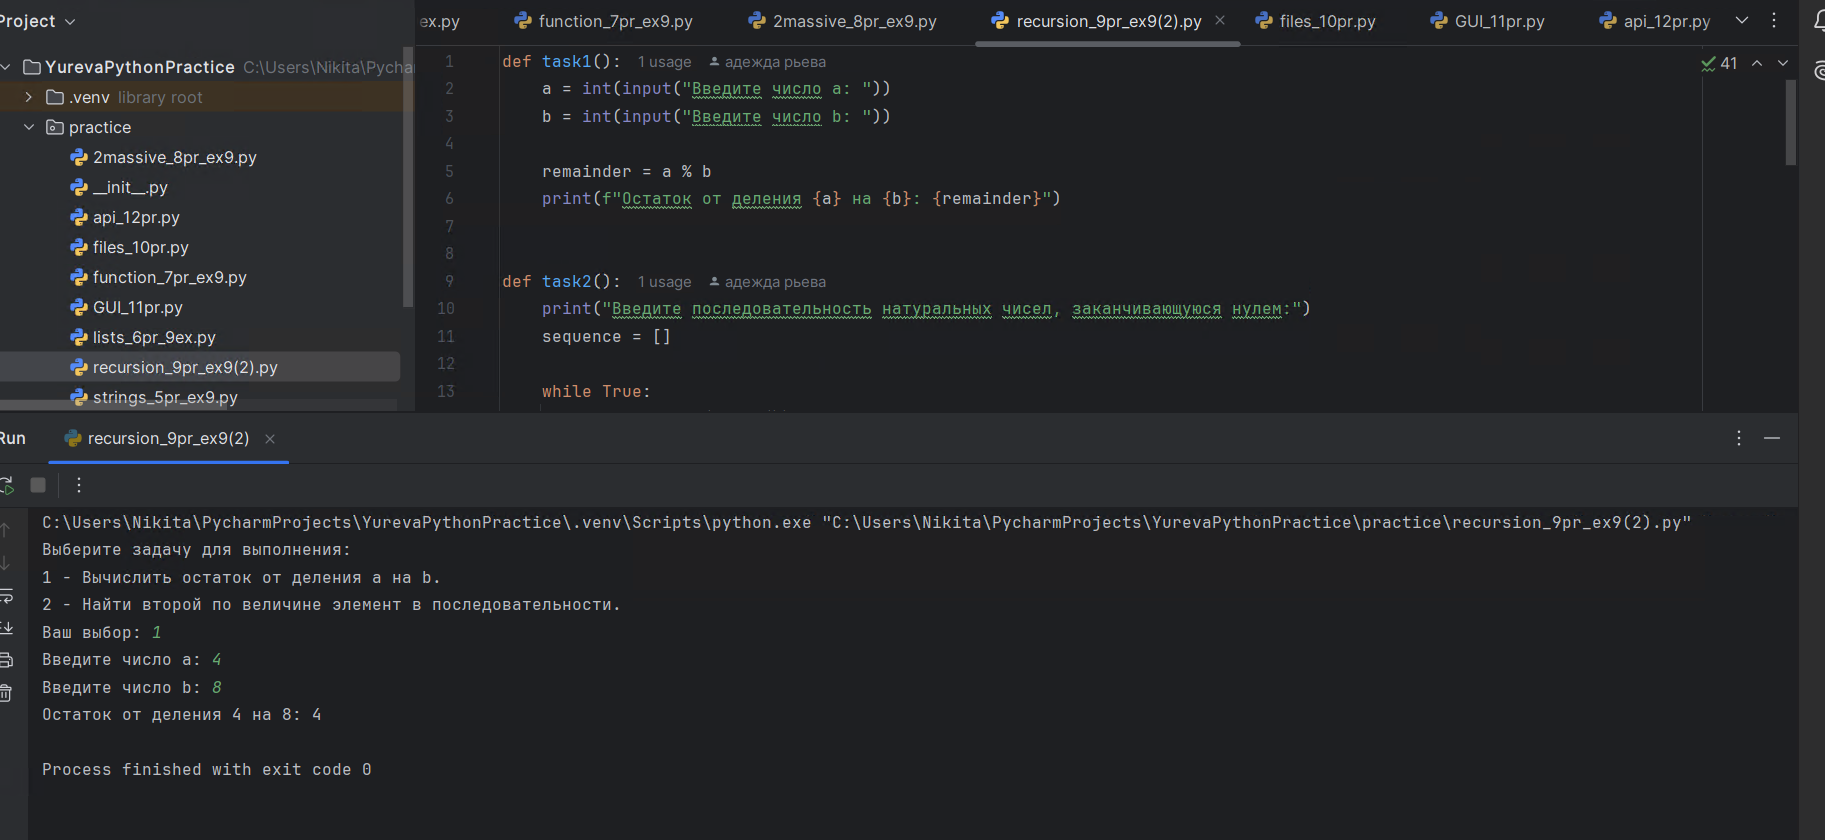 Project
ex.py function_7pr_ex9.py 2massive_8pr_ex9.py recursion_9pr_ex9(2).py files_10pr.py GUI_11pr.py api_12pr.py
YurevaPythonPractice C:\Users\Nikita\Pycha
.venv library root
practice
2massive_8pr_ex9.py
__init__.py
api_12pr.py
files_10pr.py
function_7pr_ex9.py
GUI_11pr.py
lists_6pr_9ex.py
recursion_9pr_ex9(2).py
strings_5pr_ex9.py
41
1 def task1(): 1 usage адежда рьева
2 a = int(input("Введите число a: "))
3 b = int(input("Введите число b: "))
4
5 remainder = a % b
6 print(f"Остаток от деления {a} на {b}: {remainder}")
7
8
9 def task2(): 1 usage адежда рьева
10 print("Введите последовательность натуральных чисел, заканчивающуюся нулем:")
11 sequence = []
12
13 while True:
Run recursion_9pr_ex9(2)
C:\Users\Nikita\PycharmProjects\YurevaPythonPractice\.venv\Scripts\python.exe "C:\Users\Nikita\PycharmProjects\YurevaPythonPractice\practice\recursion_9pr_ex9(2).py"
Выберите задачу для выполнения:
1 - Вычислить остаток от деления a на b.
2 - Найти второй по величине элемент в последовательности.
Ваш выбор: 1
Введите число a: 4
Введите число b: 8
Остаток от деления 4 на 8: 4
Process finished with exit code 0